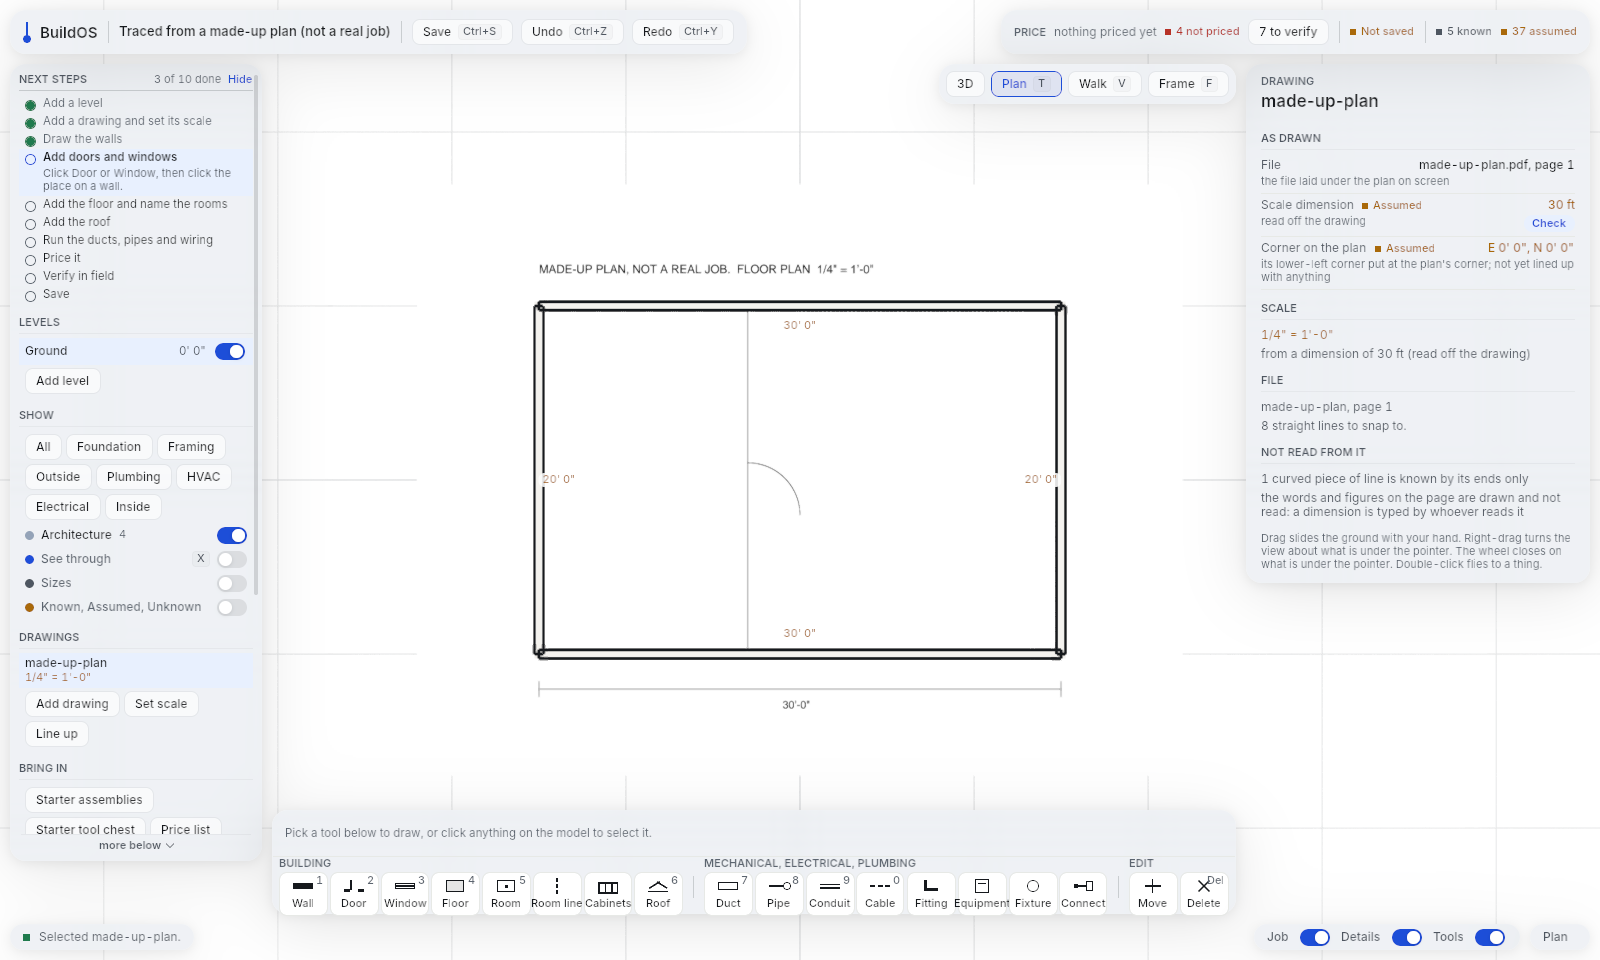 BuildOS
Traced from a made-up plan (not a real job)
Save Ctrl+S
Undo Ctrl+Z
Redo Ctrl+Y
PRICE nothing priced yet 4 not priced
7 to verify
Not saved
5 known 37 assumed
NEXT STEPS 3 of 10 done Hide
Add a level
Add a drawing and set its scale
Draw the walls
Add doors and windows
Click Door or Window, then click the
place on a wall.
Add the floor and name the rooms
Add the roof
Run the ducts, pipes and wiring
Price it
Verify in field
Save
LEVELS
Ground 0' 0"
Add level
SHOW
All Foundation Framing
Outside Plumbing HVAC
Electrical Inside
Architecture 4
See through X
Sizes
Known, Assumed, Unknown
DRAWINGS
made-up-plan
1/4" = 1'-0"
Add drawing Set scale
Line up
BRING IN
Starter assemblies
Starter tool chest Price list
more below
Selected made-up-plan.
3D Plan T Walk V Frame F
MADE-UP PLAN, NOT A REAL JOB. FLOOR PLAN 1/4" = 1'-0"
30' 0"
20' 0"
20' 0"
30' 0"
30'-0"
DRAWING
made-up-plan
AS DRAWN
File made-up-plan.pdf, page 1
the file laid under the plan on screen
Scale dimension Assumed 30 ft
read off the drawing Check
Corner on the plan Assumed E 0' 0", N 0' 0"
its lower-left corner put at the plan's corner; not yet lined up
with anything
SCALE
1/4" = 1'-0"
from a dimension of 30 ft (read off the drawing)
FILE
made-up-plan, page 1
8 straight lines to snap to.
NOT READ FROM IT
1 curved piece of line is known by its ends only
the words and figures on the page are drawn and not
read: a dimension is typed by whoever reads it
Drag slides the ground with your hand. Right-drag turns the
view about what is under the pointer. The wheel closes on
what is under the pointer. Double-click flies to a thing.
Pick a tool below to draw, or click anything on the model to select it.
BUILDING
1 Wall
2 Door
3 Window
4 Floor
5 Room
Room line
Cabinets
6 Roof
MECHANICAL, ELECTRICAL, PLUMBING
7 Duct
8 Pipe
9 Conduit
0 Cable
Fitting
Equipment
Fixture
Connect
EDIT
Move
Del Delete
Job Details Tools Plan